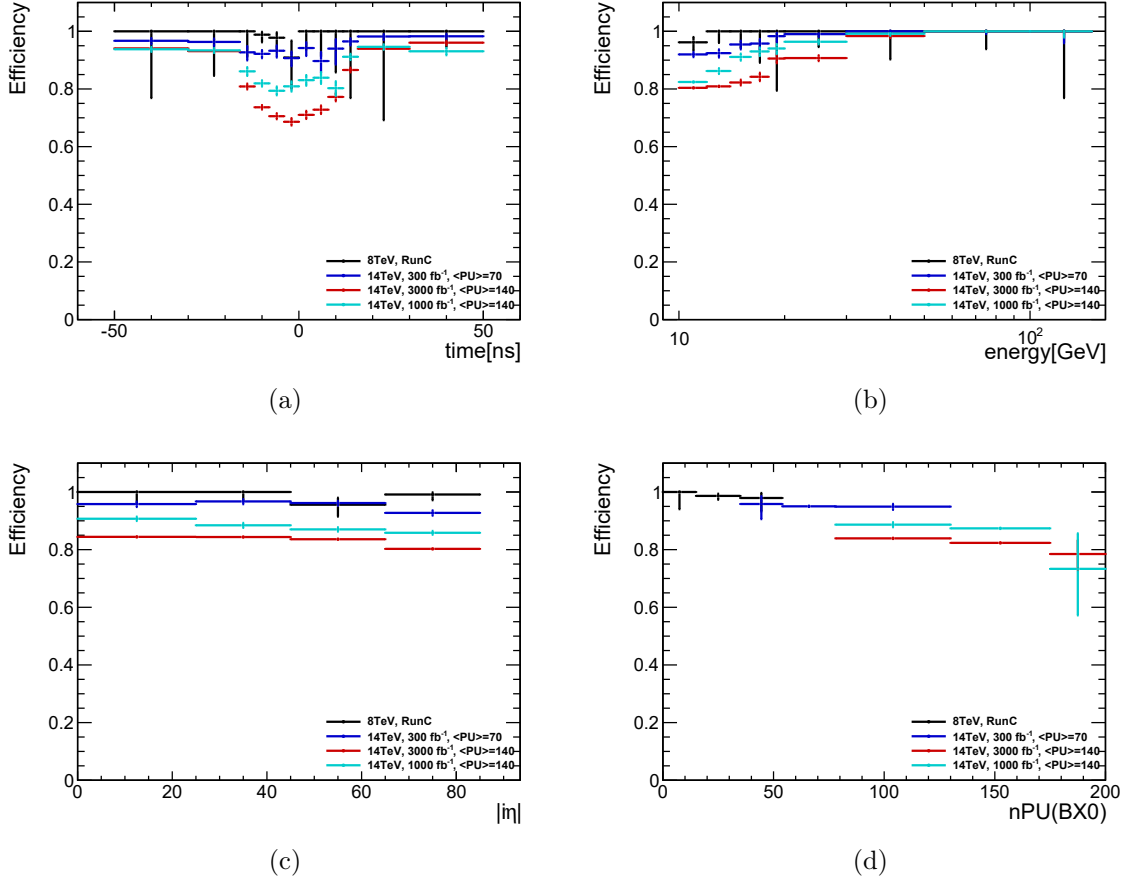 Efficiency
1
0.8
0.6
0.4
0.2
0
8TeV, RunC
14TeV, 300 fb⁻¹, <PU>=70
14TeV, 3000 fb⁻¹, <PU>=140
14TeV, 1000 fb⁻¹, <PU>=140
-50 0 50
time[ns]
(a)
Efficiency
1
0.8
0.6
0.4
0.2
0
8TeV, RunC
14TeV, 300 fb⁻¹, <PU>=70
14TeV, 3000 fb⁻¹, <PU>=140
14TeV, 1000 fb⁻¹, <PU>=140
10 10²
energy[GeV]
(b)
Efficiency
1
0.8
0.6
0.4
0.2
0
8TeV, RunC
14TeV, 300 fb⁻¹, <PU>=70
14TeV, 3000 fb⁻¹, <PU>=140
14TeV, 1000 fb⁻¹, <PU>=140
0 20 40 60 80
|iη|
(c)
Efficiency
1
0.8
0.6
0.4
0.2
0
8TeV, RunC
14TeV, 300 fb⁻¹, <PU>=70
14TeV, 3000 fb⁻¹, <PU>=140
14TeV, 1000 fb⁻¹, <PU>=140
0 50 100 150 200
nPU(BX0)
(d)